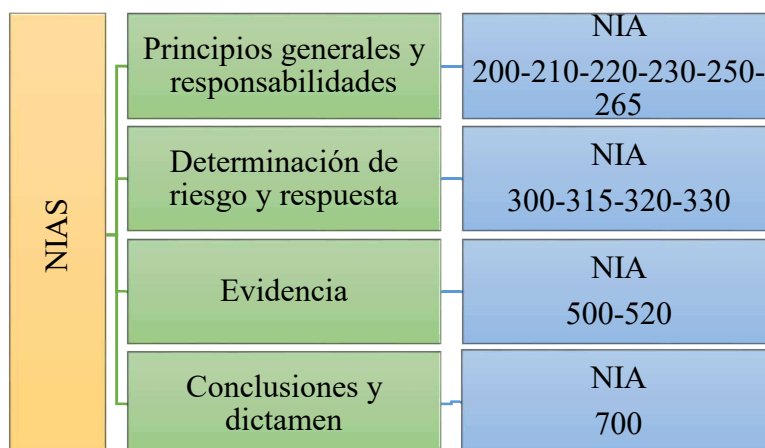 NIAS
Principios generales y
responsabilidades
NIA
200-210-220-230-250-
265
Determinación de
riesgo y respuesta
NIA
300-315-320-330
Evidencia
NIA
500-520
Conclusiones y
dictamen
NIA
700